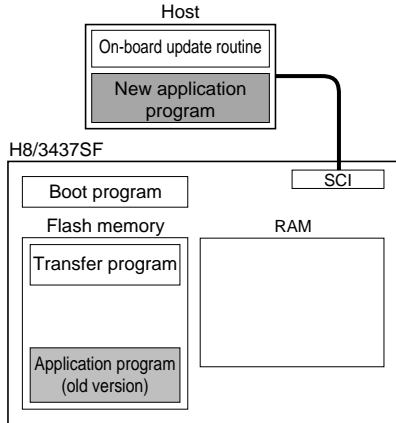 Host
On-board update routine
New application
program
H8/3437SF
SCI
Boot program
Flash memory
RAM
Transfer program
Application program
(old version)